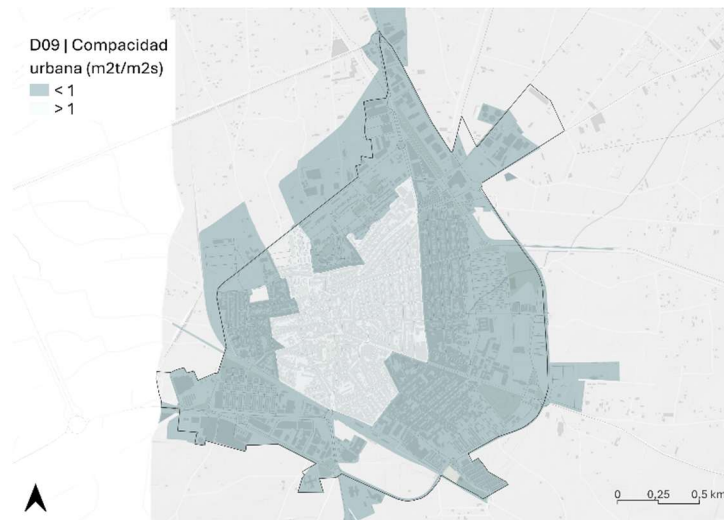 D09 | Compacidad
urbana (m2t/m2s)
< 1
> 1
0 0,25 0,5 km